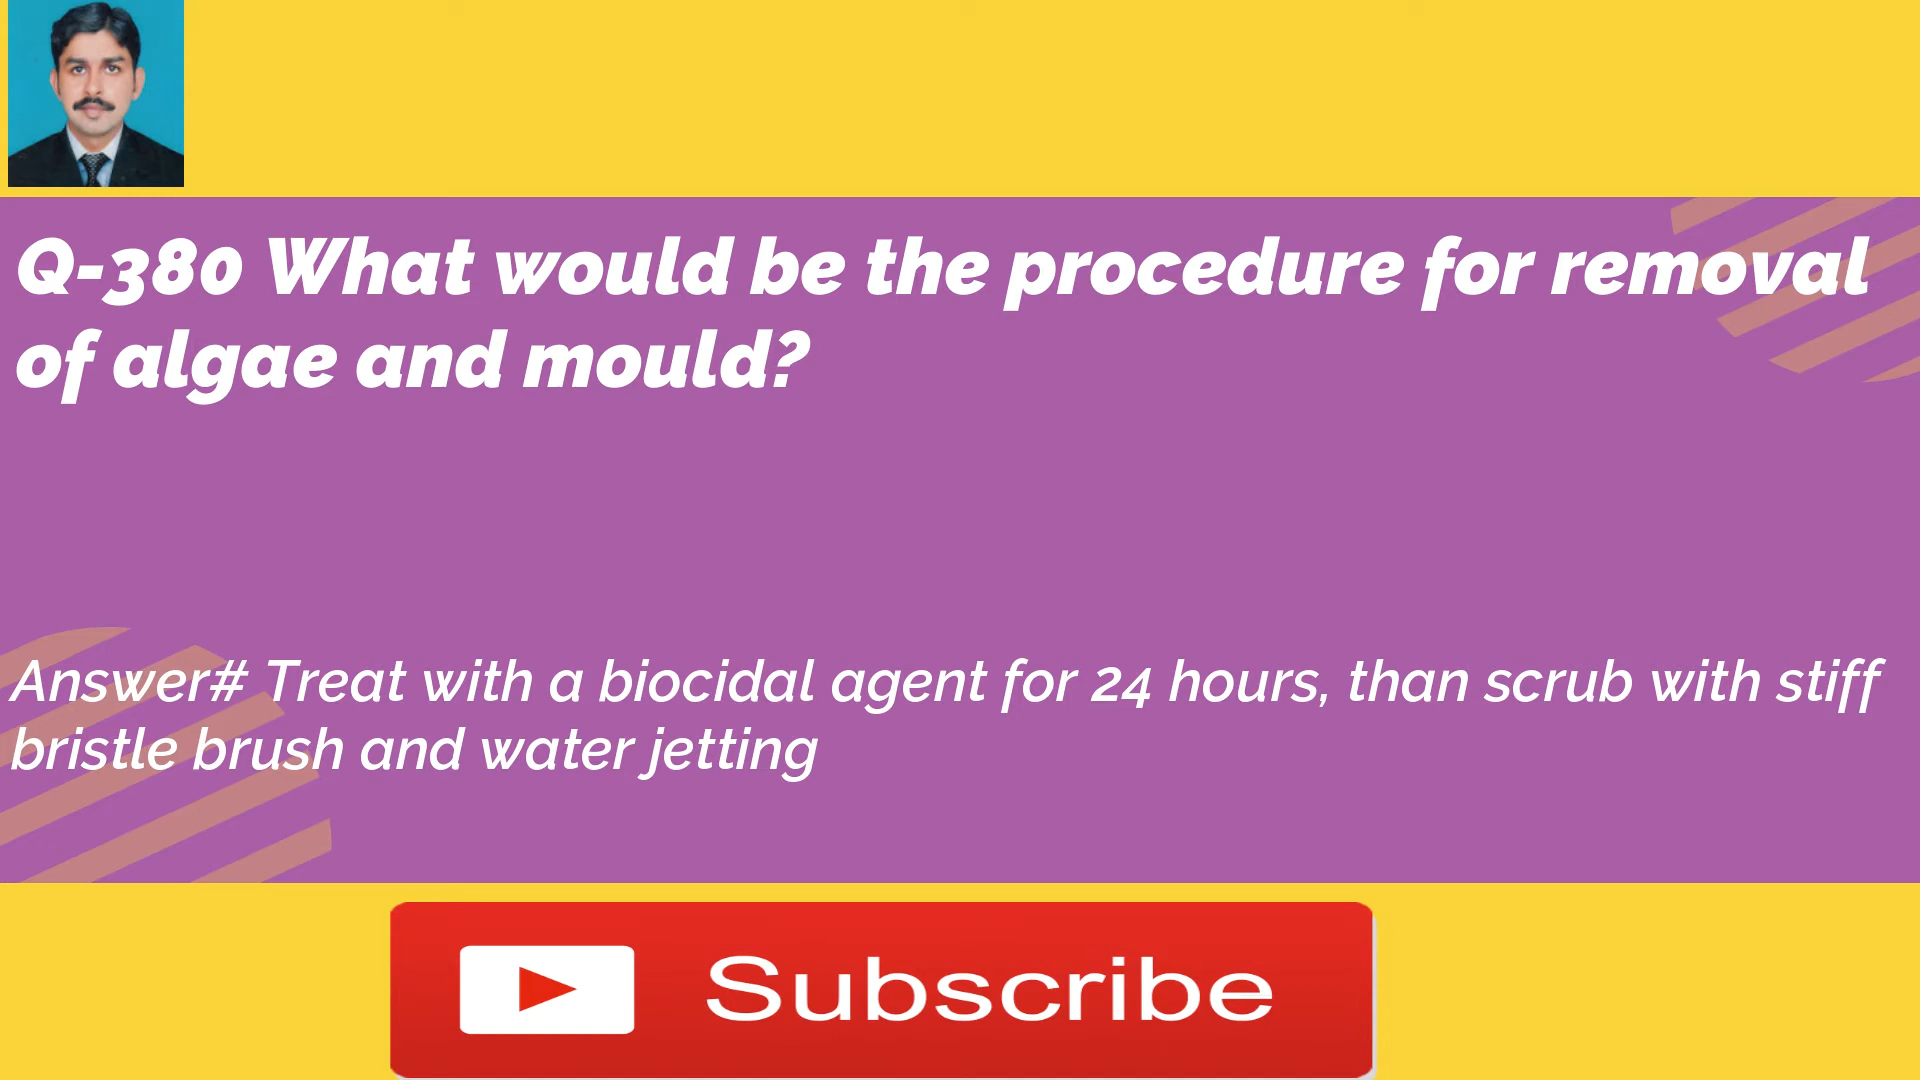 Q-380 What would be the procedure for removal
of algae and mould?
Answer# Treat with a biocidal agent for 24 hours, than scrub with stiff
bristle brush and water jetting
Subscribe